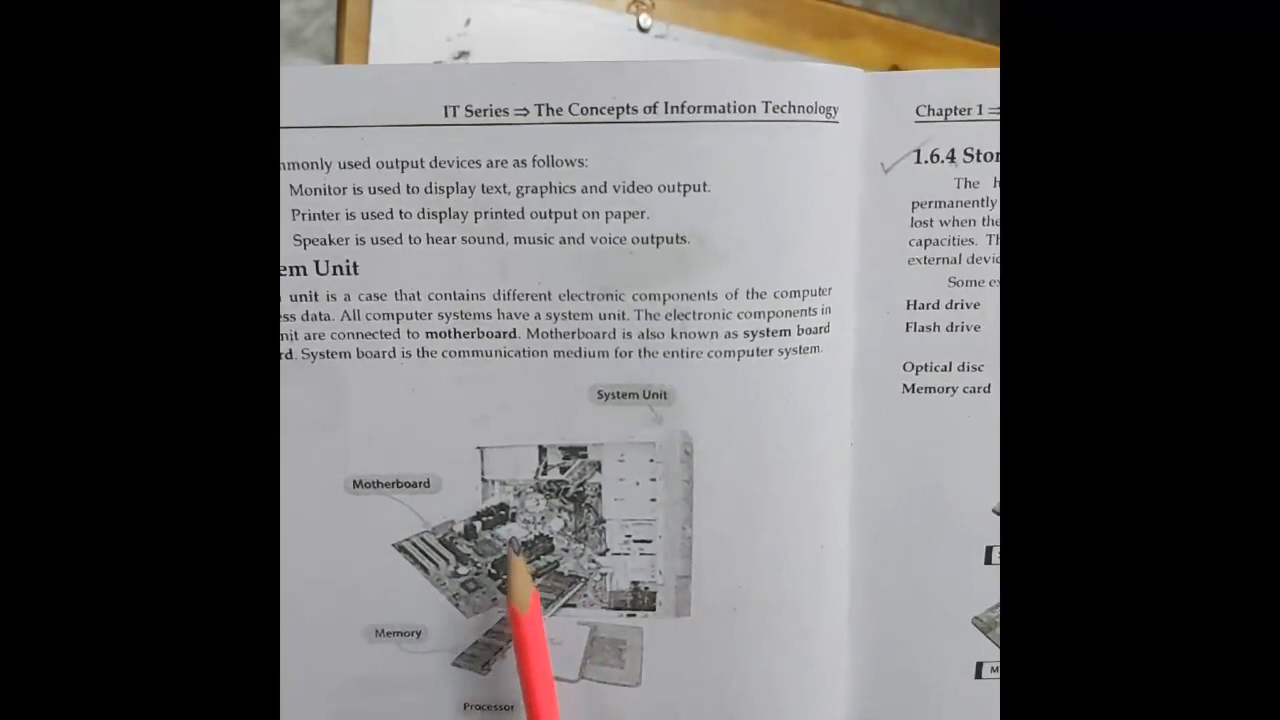 IT Series ⇒ The Concepts of Information Technology
mmonly used output devices are as follows:
Monitor is used to display text, graphics and video output.
Printer is used to display printed output on paper.
Speaker is used to hear sound, music and voice outputs.
em Unit
unit is a case that contains different electronic components of the computer
ess data. All computer systems have a system unit. The electronic components in
nit are connected to motherboard. Motherboard is also known as system board
rd. System board is the communication medium for the entire computer system.
System Unit
Motherboard
Memory
Processor
Chapter 1 ⇒
1.6.4 Stor
The h
permanently
lost when the
capacities. Th
external devic
Some ex
Hard drive
Flash drive
Optical disc
Memory card
M